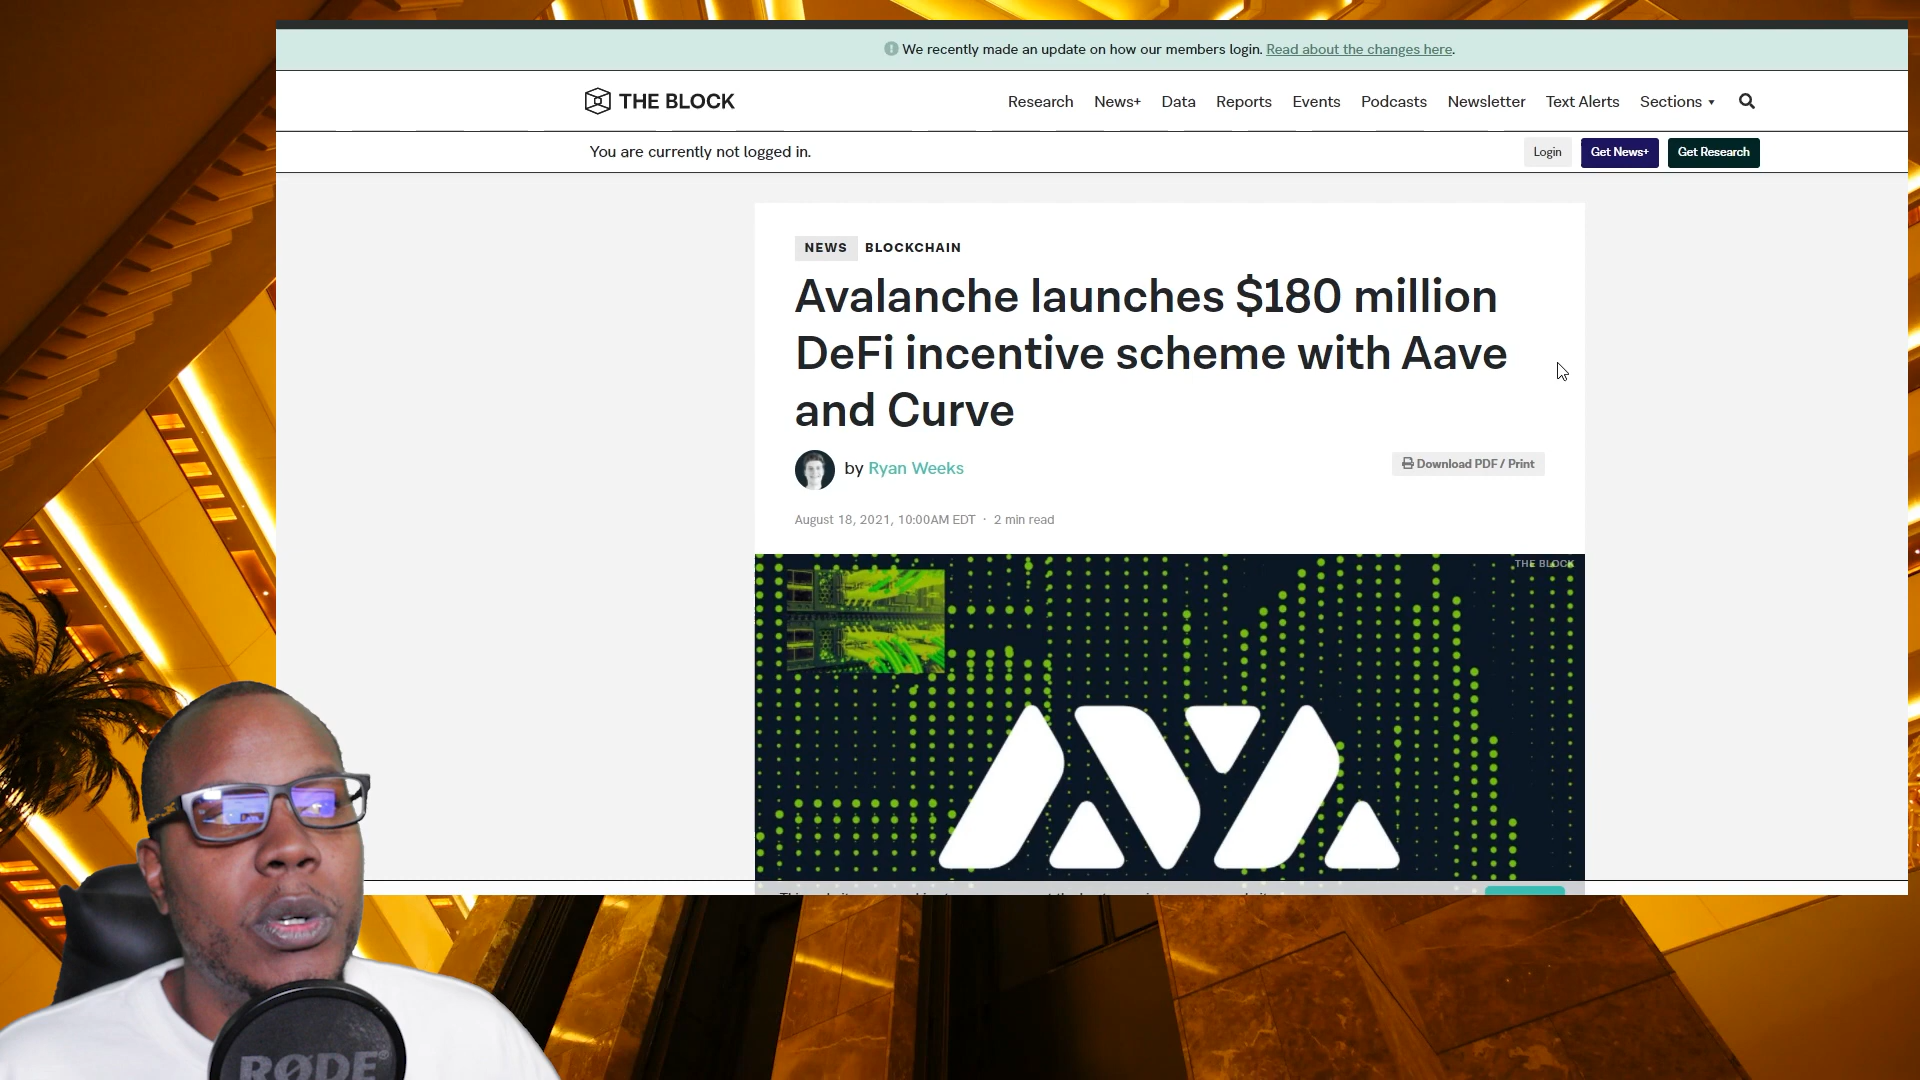 We recently made an update on how our members login. Read about the changes here.
THE BLOCK
Research News+ Data Reports Events Podcasts Newsletter Text Alerts Sections
You are currently not logged in.
Login Get News+ Get Research
NEWS BLOCKCHAIN
Avalanche launches $180 million
DeFi incentive scheme with Aave
and Curve
by Ryan Weeks
Download PDF / Print
August 18, 2021, 10:00AM EDT · 2 min read
THE BLOCK
RØDE®